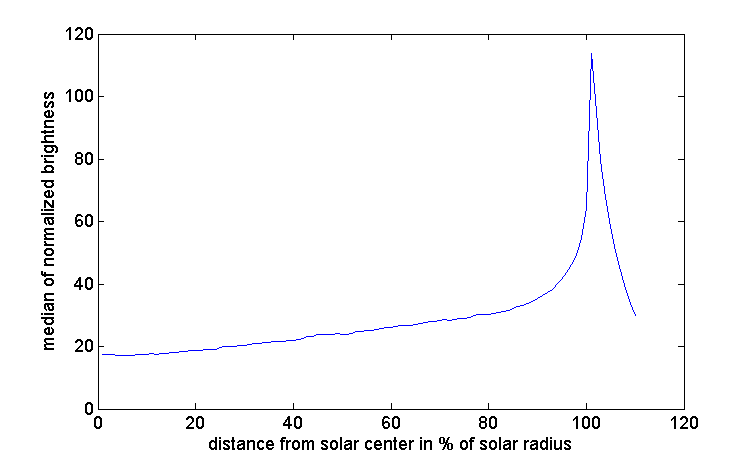 120
100
80
60
40
20
0
median of normalized brightness
0 20 40 60 80 100 120
distance from solar center in % of solar radius